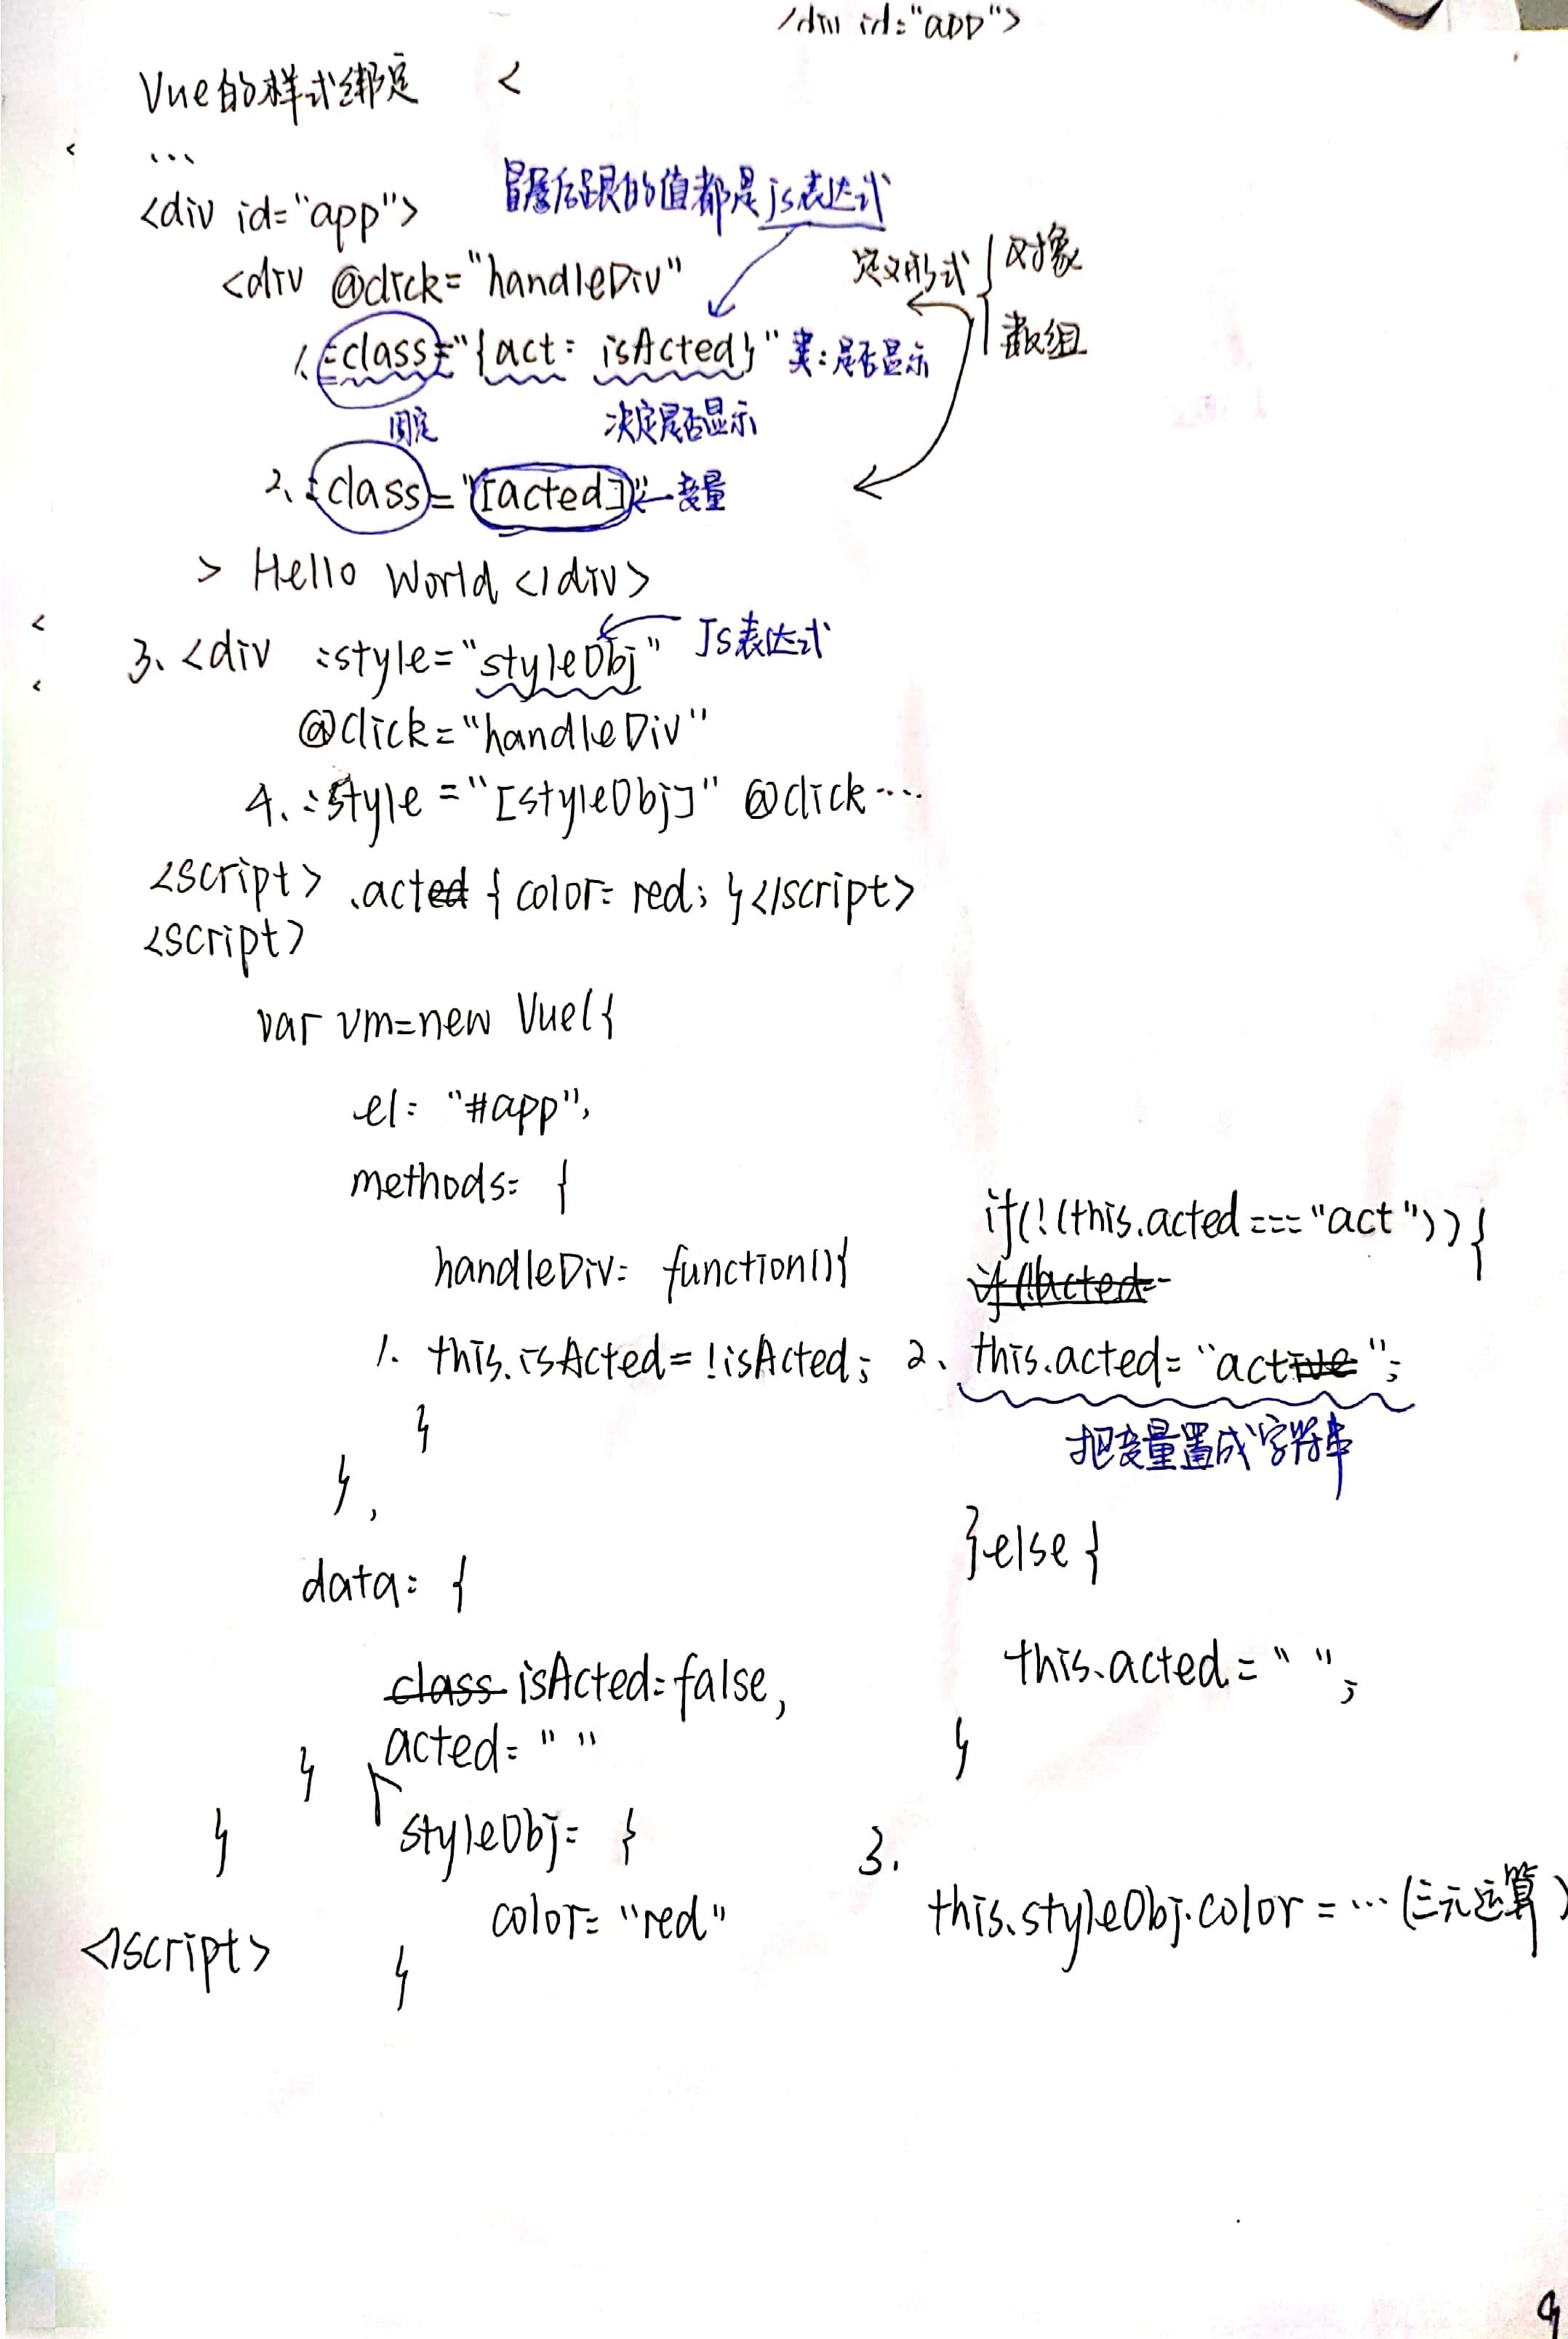 <div id="app">
Vue的样式绑定 <
...
冒号后跟的值都是js表达式
<div id="app">
<div @click="handleDiv"
定义形式 { 对象
数组
1. :class="{act: isActed}" 类:是否显示
固定 决定是否显示
2、:class="[acted]" 变量
> Hello World </div>
3、<div :style="styleObj" Js表达式
@click="handleDiv"
4、:style="[styleObj]" @click....
<script> .act { color: red; }</script>
<script>
var vm=new Vue({
el: "#app",
methods: {
handleDiv: function(){
1. this.isActed=!isActed;
}
},
data: {
isActed: false,
acted: " "
}
styleObj: {
}
color: "red"
</script>
}
if(!(this.acted==="act")){
2、this.acted="act";
把变量置成字符串
}else{
this.acted=" ";
}
3.
this.styleObj.color=...(三元运算)
9